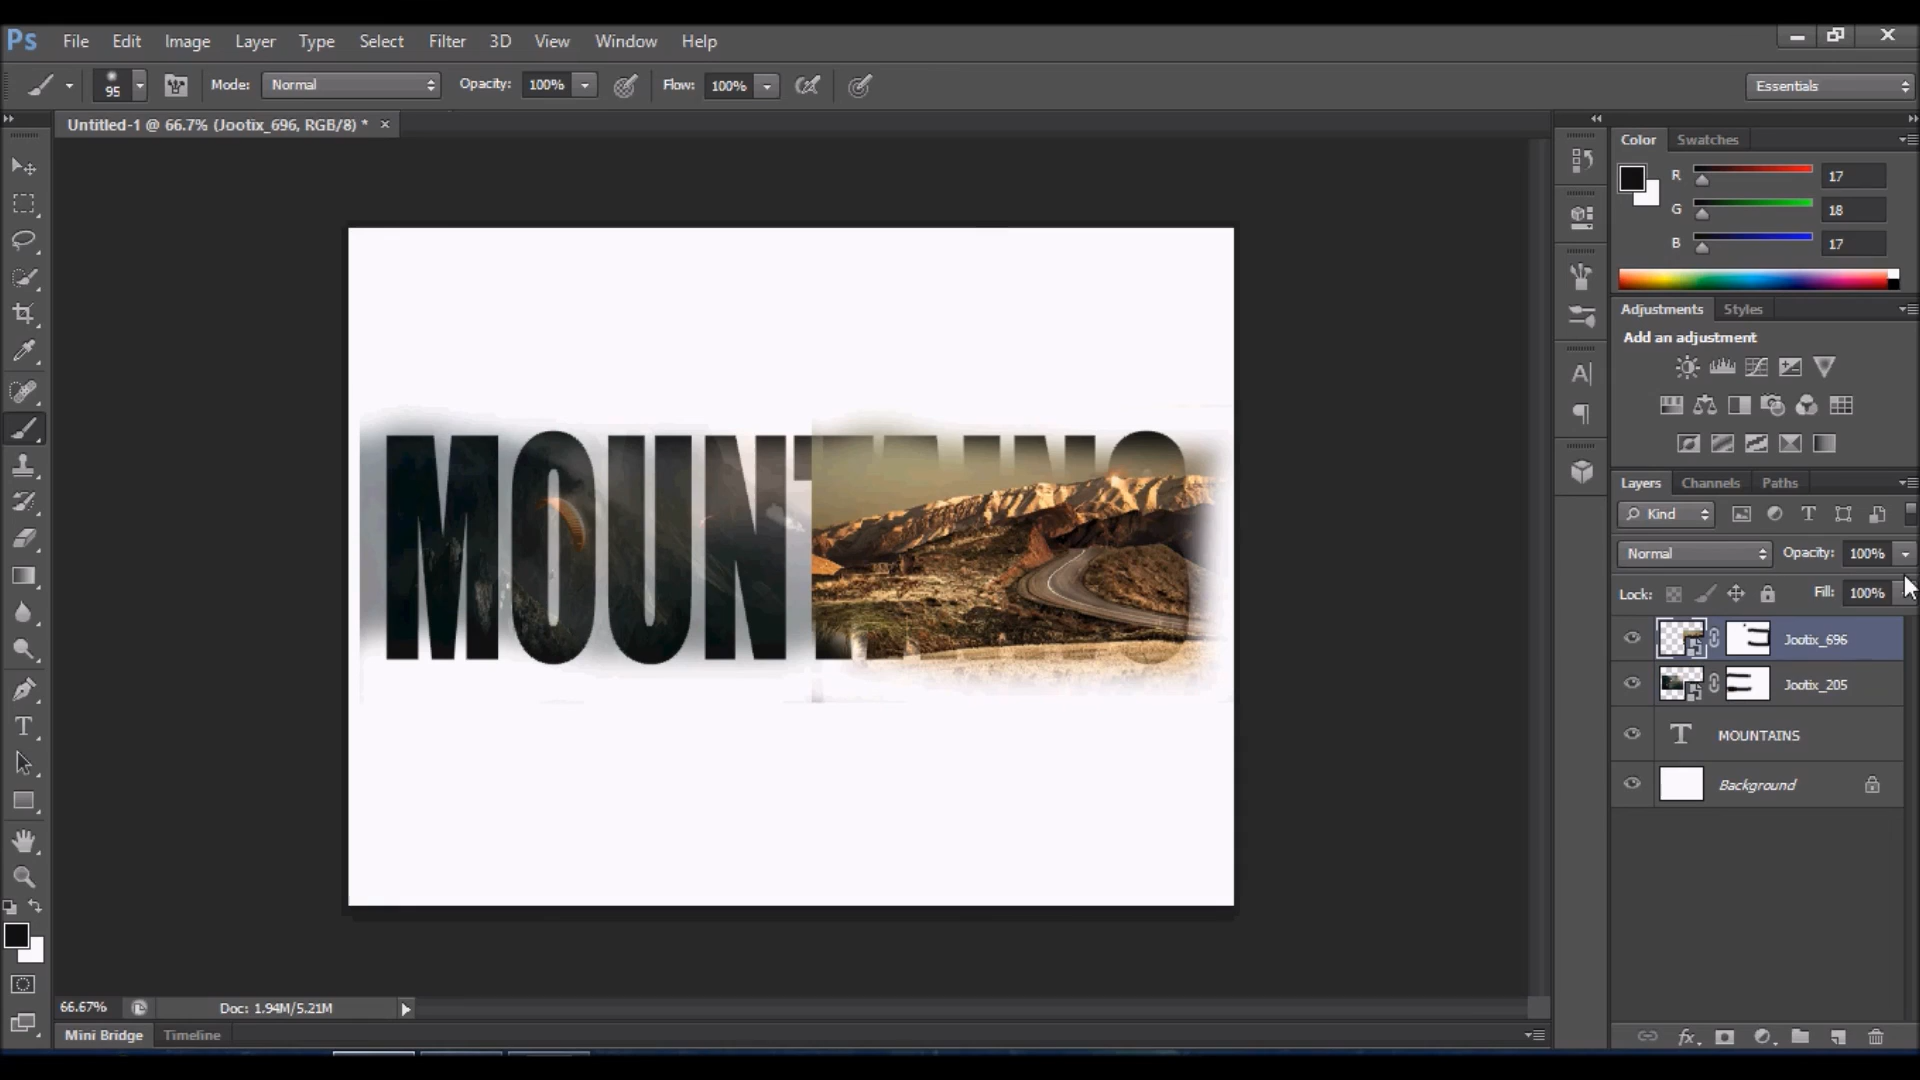 Ps File Edit Image Layer Type Select Filter 3D View Window Help
95 Mode: Normal Opacity: 100% Flow: 100% Essentials
Untitled-1 @ 66.7% (Jootix_696, RGB/8) * ×
Color Swatches
R 17
G 18
B 17
Adjustments Styles
Add an adjustment
Layers Channels Paths
Kind
Normal Opacity: 100%
Lock: Fill: 100%
Jootix_696
Jootix_205
MOUNTAINS
Background
MOUNTAINS
66.67% Doc: 1.94M/5.21M
Mini Bridge Timeline